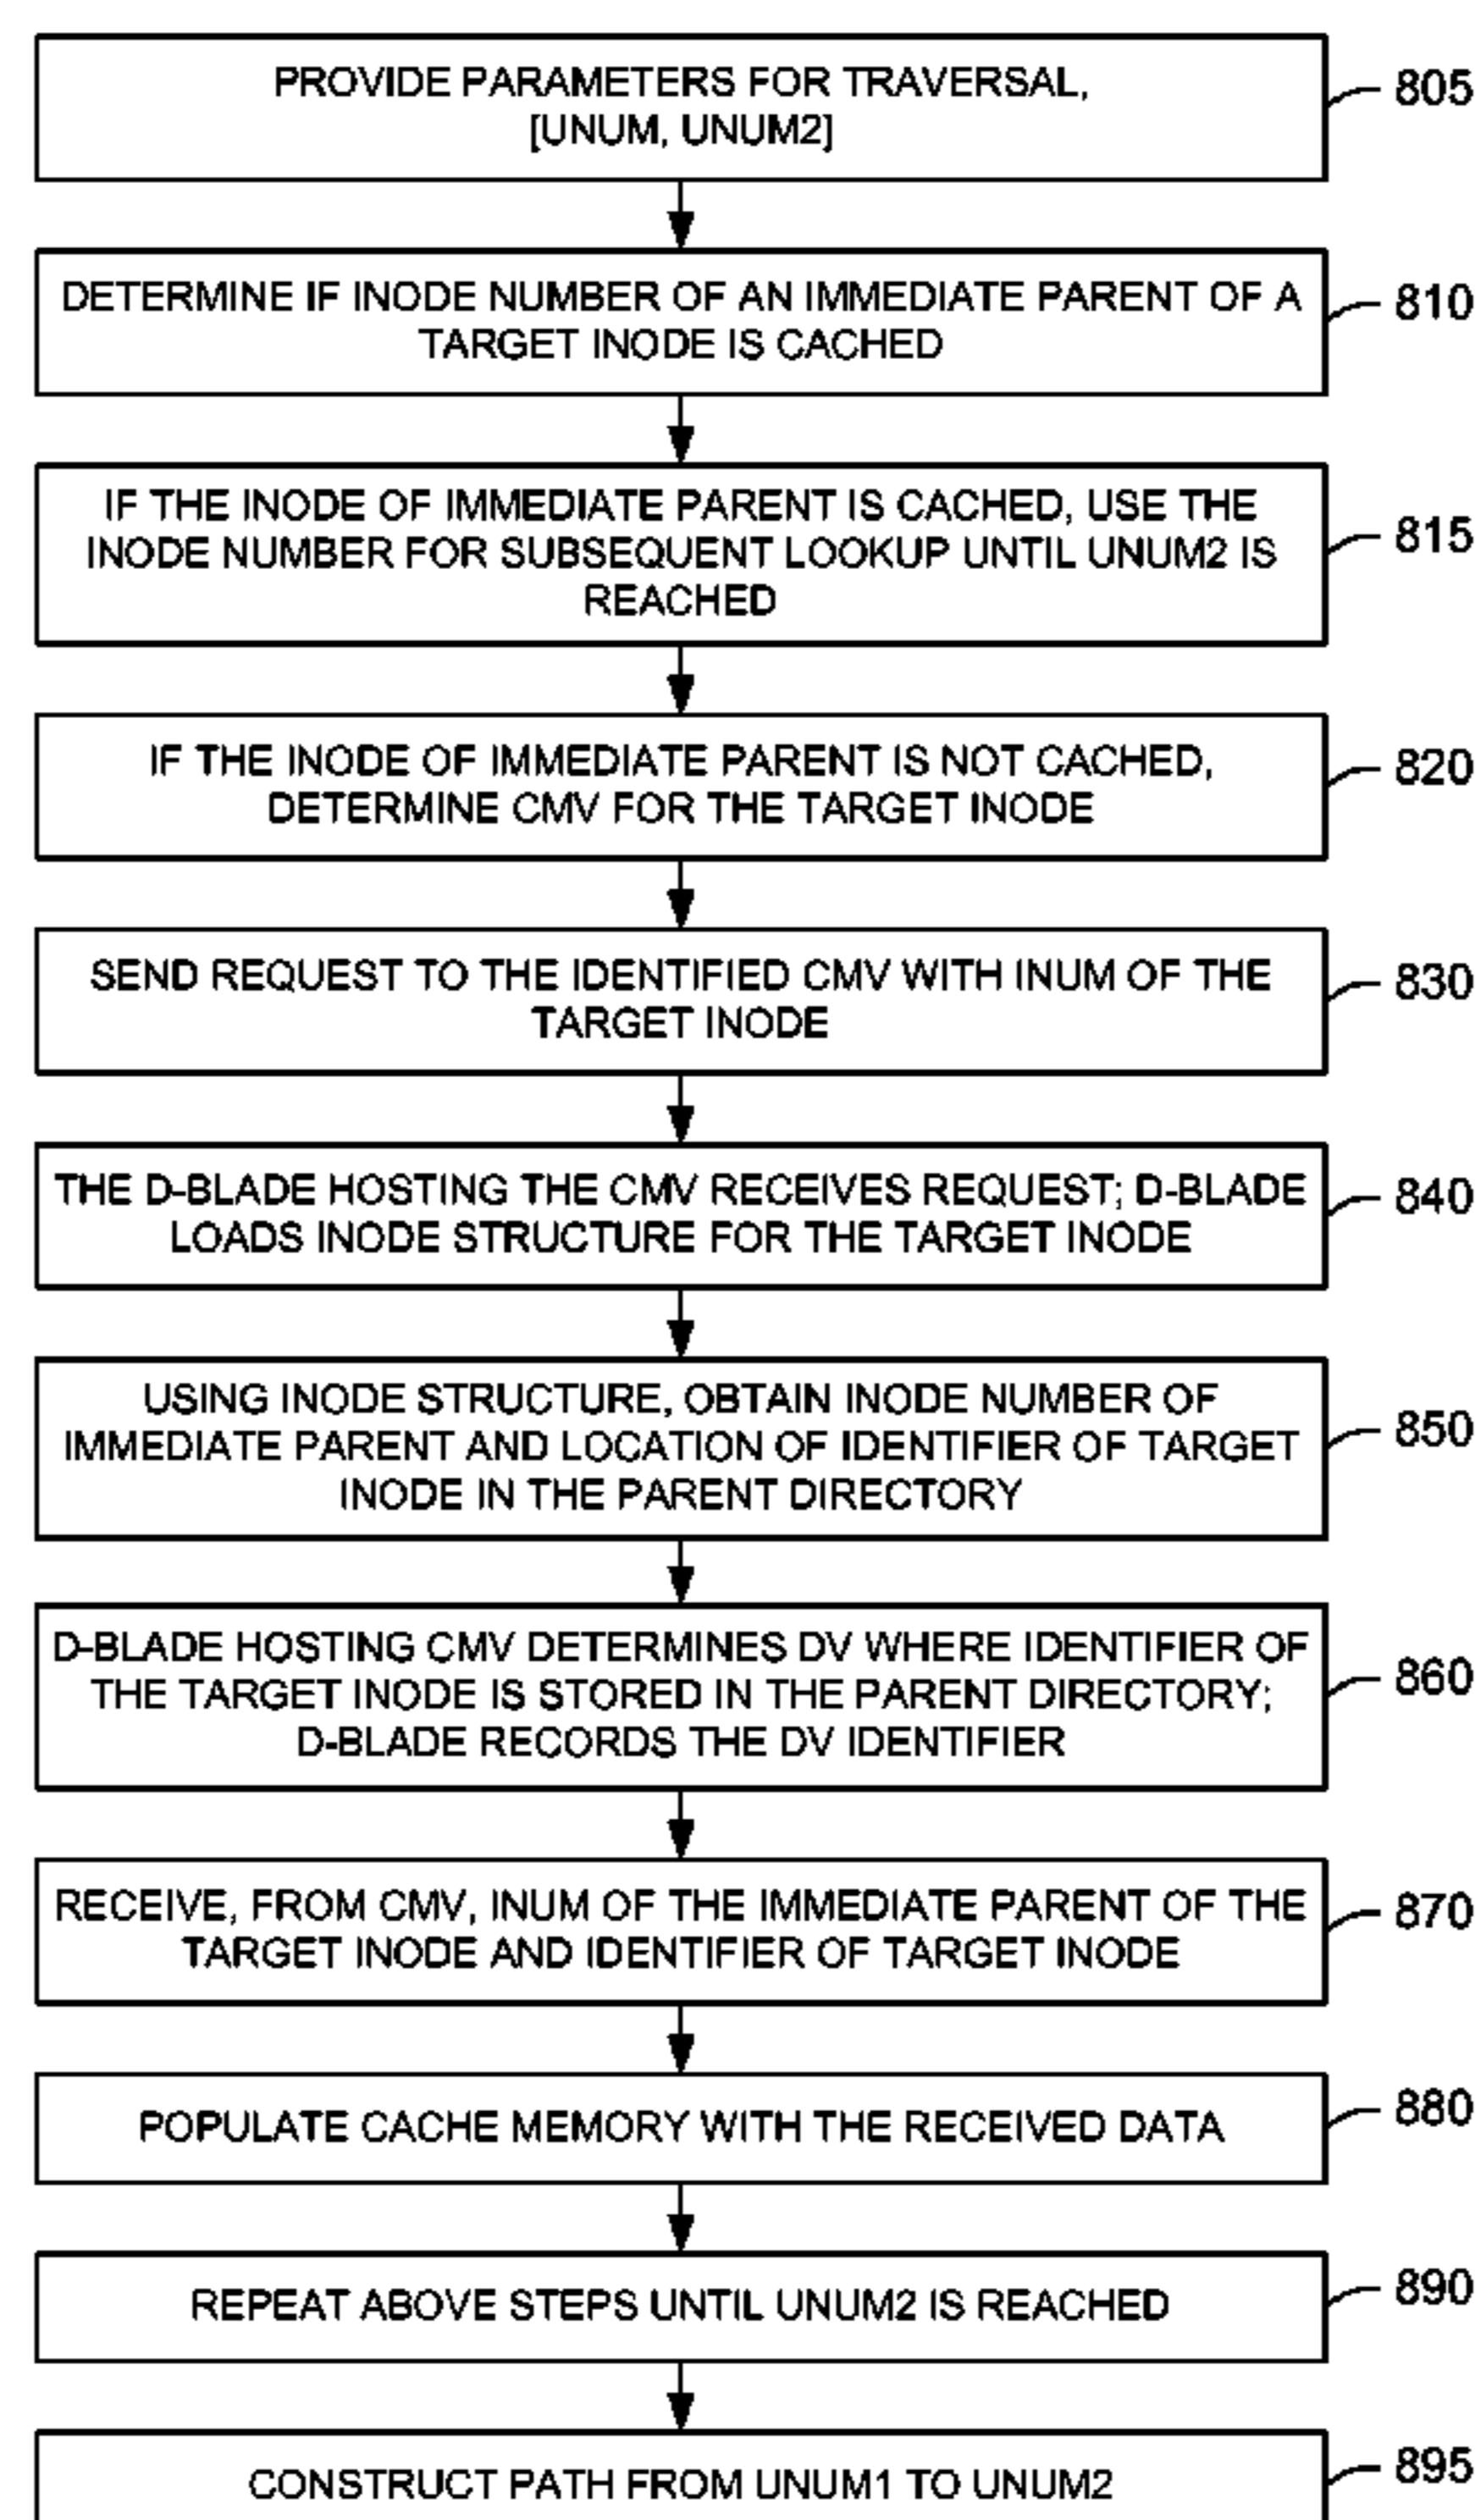 PROVIDE PARAMETERS FOR TRAVERSAL,
[UNUM, UNUM2]
805
DETERMINE IF INODE NUMBER OF AN IMMEDIATE PARENT OF A
TARGET INODE IS CACHED
810
IF THE INODE OF IMMEDIATE PARENT IS CACHED, USE THE
INODE NUMBER FOR SUBSEQUENT LOOKUP UNTIL UNUM2 IS
REACHED
815
IF THE INODE OF IMMEDIATE PARENT IS NOT CACHED,
DETERMINE CMV FOR THE TARGET INODE
820
SEND REQUEST TO THE IDENTIFIED CMV WITH INUM OF THE
TARGET INODE
830
THE D-BLADE HOSTING THE CMV RECEIVES REQUEST; D-BLADE
LOADS INODE STRUCTURE FOR THE TARGET INODE
840
USING INODE STRUCTURE, OBTAIN INODE NUMBER OF
IMMEDIATE PARENT AND LOCATION OF IDENTIFIER OF TARGET
INODE IN THE PARENT DIRECTORY
850
D-BLADE HOSTING CMV DETERMINES DV WHERE IDENTIFIER OF
THE TARGET INODE IS STORED IN THE PARENT DIRECTORY;
D-BLADE RECORDS THE DV IDENTIFIER
860
RECEIVE, FROM CMV, INUM OF THE IMMEDIATE PARENT OF THE
TARGET INODE AND IDENTIFIER OF TARGET INODE
870
POPULATE CACHE MEMORY WITH THE RECEIVED DATA
880
REPEAT ABOVE STEPS UNTIL UNUM2 IS REACHED
890
CONSTRUCT PATH FROM UNUM1 TO UNUM2
895